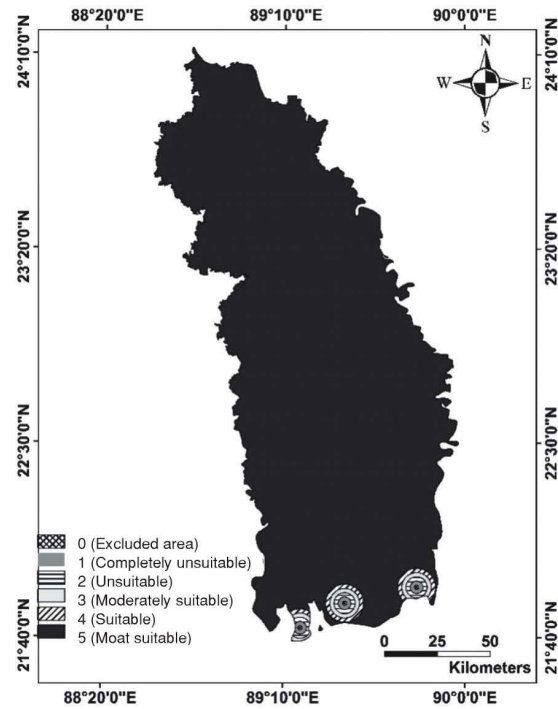 88°20'0"E 89°10'0"E 90°0'0"E
24°10'0"N 24°10'0"N
N
W E
S
23°20'0"N 23°20'0"N
22°30'0"N 22°30'0"N
0 (Excluded area)
1 (Completely unsuitable)
2 (Unsuitable)
3 (Moderately suitable)
4 (Suitable)
5 (Moat suitable)
21°40'0"N 21°40'0"N
0 25 50
Kilometers
88°20'0"E 89°10'0"E 90°0'0"E